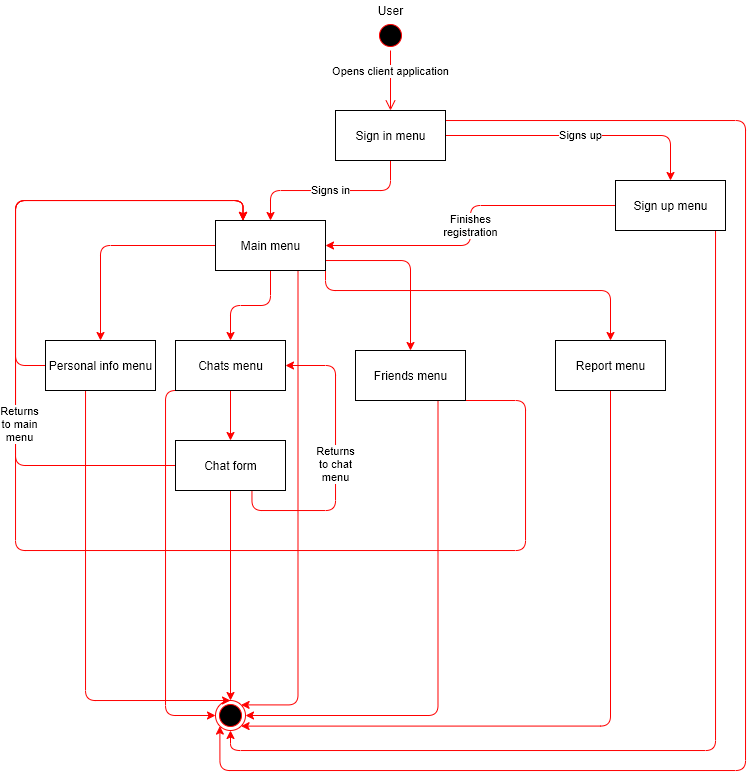 User
Opens client application
Sign in menu
Signs up
Signs in
Sign up menu
Finishes
registration
Main menu
Personal info menu
Chats menu
Friends menu
Report menu
Returns
to main
menu
Chat form
Returns
to chat
menu